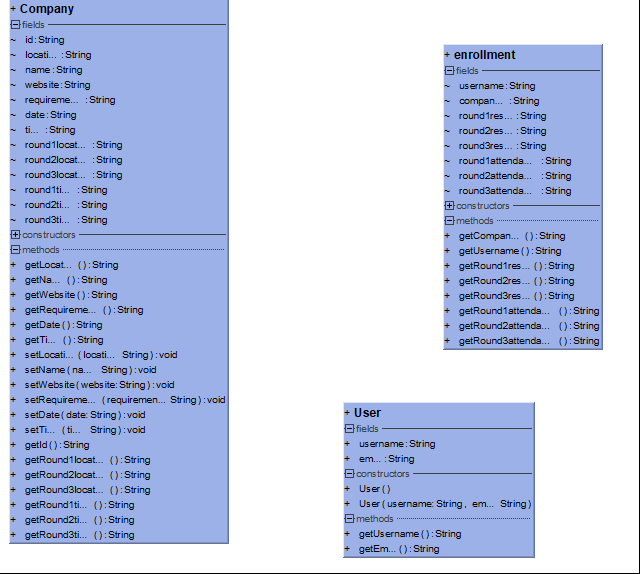 + Company
fields
~ id : String
~ locati... : String
~ name : String
~ website : String
~ requireme... : String
~ date : String
~ ti... : String
~ round1locat... : String
~ round2locat... : String
~ round3locat... : String
~ round1ti... : String
~ round2ti... : String
~ round3ti... : String
constructors
methods
+ getLocat... () : String
+ getNa... () : String
+ getWebsite () : String
+ getRequireme... () : String
+ getDate () : String
+ getTi... () : String
+ setLocati... (locati... String) : void
+ setName (na... String) : void
+ setWebsite (website: String) : void
+ setRequireme... (requiremen... String) : void
+ setDate (date: String) : void
+ setTi... (ti... String) : void
+ getId () : String
+ getRound1locat... () : String
+ getRound2locat... () : String
+ getRound3locat... () : String
+ getRound1ti... () : String
+ getRound2ti... () : String
+ getRound3ti... () : String
+ enrollment
fields
~ username : String
~ compan... : String
~ round1res... : String
~ round2res... : String
~ round3res... : String
~ round1attenda... : String
~ round2attenda... : String
~ round3attenda... : String
constructors
methods
+ getCompan... () : String
+ getUsername () : String
+ getRound1res... () : String
+ getRound2res... () : String
+ getRound3res... () : String
+ getRound1attenda... () : String
+ getRound2attenda... () : String
+ getRound3attenda... () : String
+ User
fields
+ username : String
+ em... : String
constructors
+ User ()
+ User (username: String , em... String)
methods
+ getUsername () : String
+ getEm... () : String